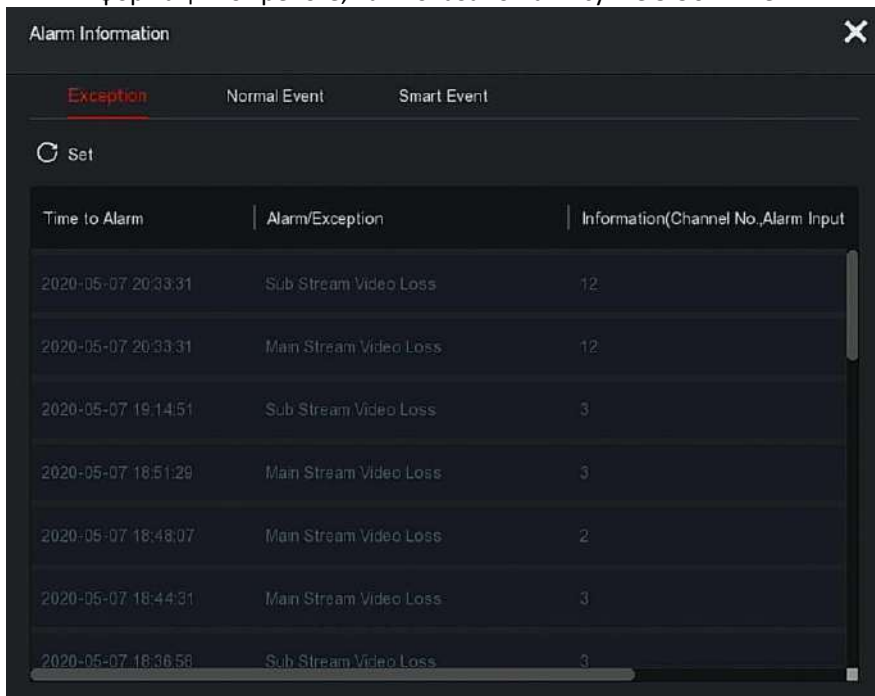 Alarm Information
Exception Normal Event Smart Event
Set
Time to Alarm Alarm/Exception Information(Channel No.,Alarm Input
2020-05-07 20:33:31 Sub Stream Video Loss 12
2020-05-07 20:33:31 Main Stream Video Loss 12
2020-05-07 19:14:51 Sub Stream Video Loss 3
2020-05-07 18:51:29 Main Stream Video Loss 3
2020-05-07 18:48:07 Main Stream Video Loss 2
2020-05-07 18:44:31 Main Stream Video Loss 3
2020-05-07 18:36:58 Sub Stream Video Loss 3